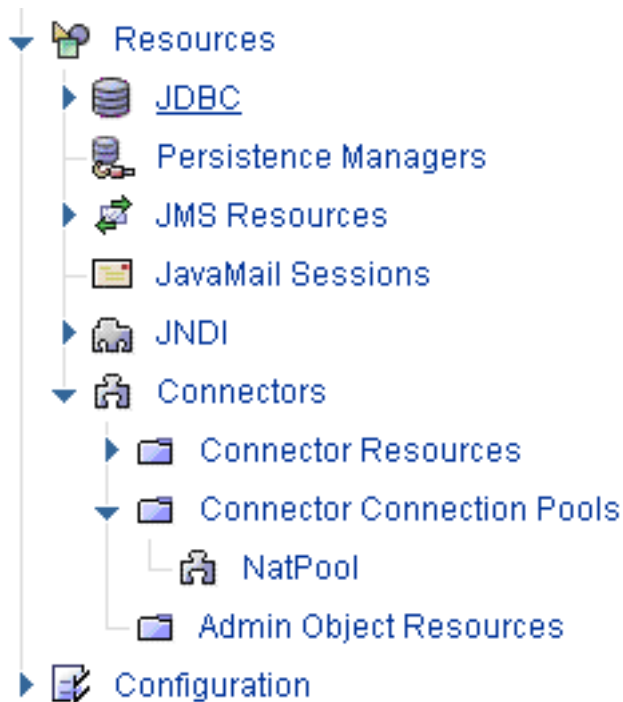 Resources
JDBC
Persistence Managers
JMS Resources
JavaMail Sessions
JNDI
Connectors
Connector Resources
Connector Connection Pools
NatPool
Admin Object Resources
Configuration